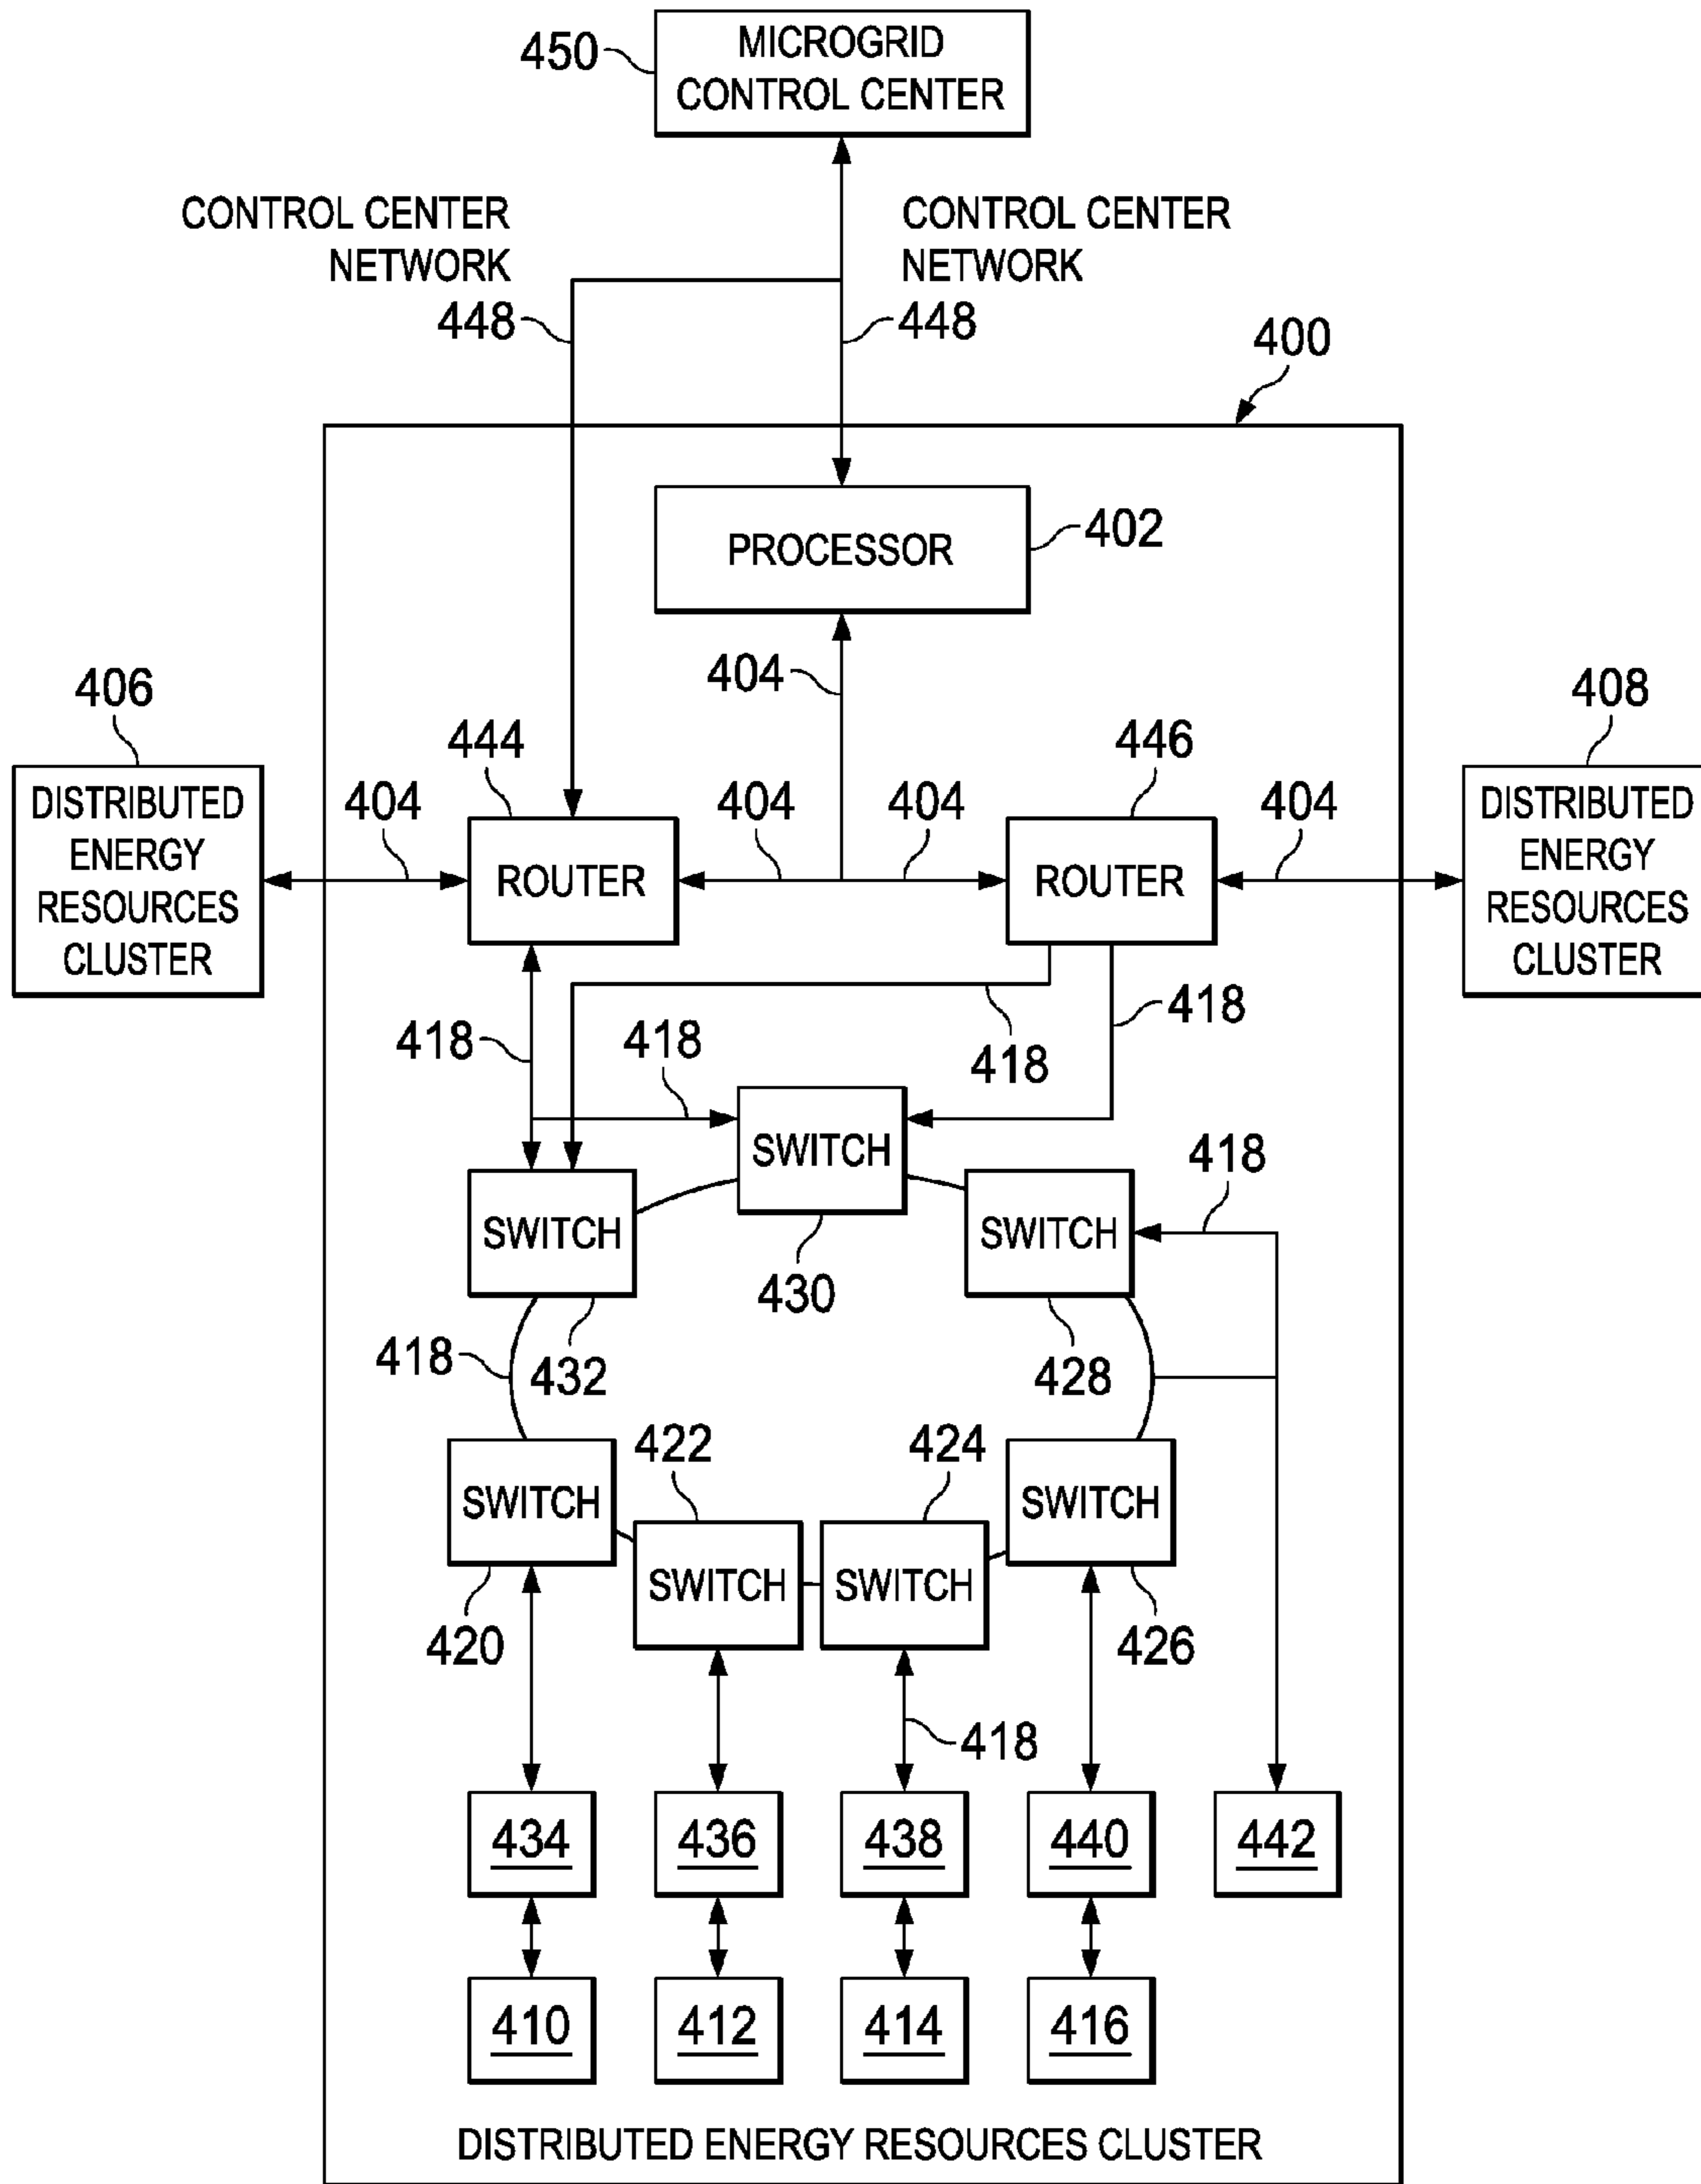 450
MICROGRID
CONTROL CENTER
CONTROL CENTER
NETWORK
448
CONTROL CENTER
NETWORK
448
400
PROCESSOR
402
404
406
DISTRIBUTED
ENERGY
RESOURCES
CLUSTER
404
444
ROUTER
404
404
446
ROUTER
404
408
DISTRIBUTED
ENERGY
RESOURCES
CLUSTER
418
418
418
418
SWITCH
430
SWITCH
432
SWITCH
428
418
418
SWITCH
420
422
SWITCH
424
SWITCH
SWITCH
426
418
434
436
438
440
442
410
412
414
416
DISTRIBUTED ENERGY RESOURCES CLUSTER